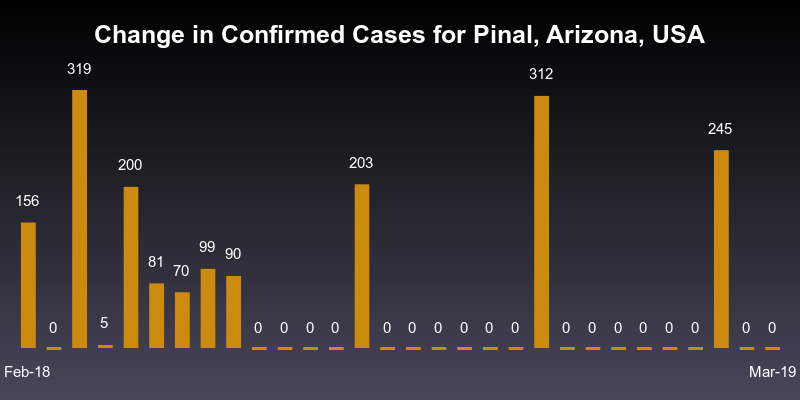 Change in Confirmed Cases for Pinal, Arizona, USA
156 0 319 5 200 81 70 99 90 0 0 0 0 203 0 0 0 0 0 0 312 0 0 0 0 0 0 245 0 0
Feb-18 Mar-19